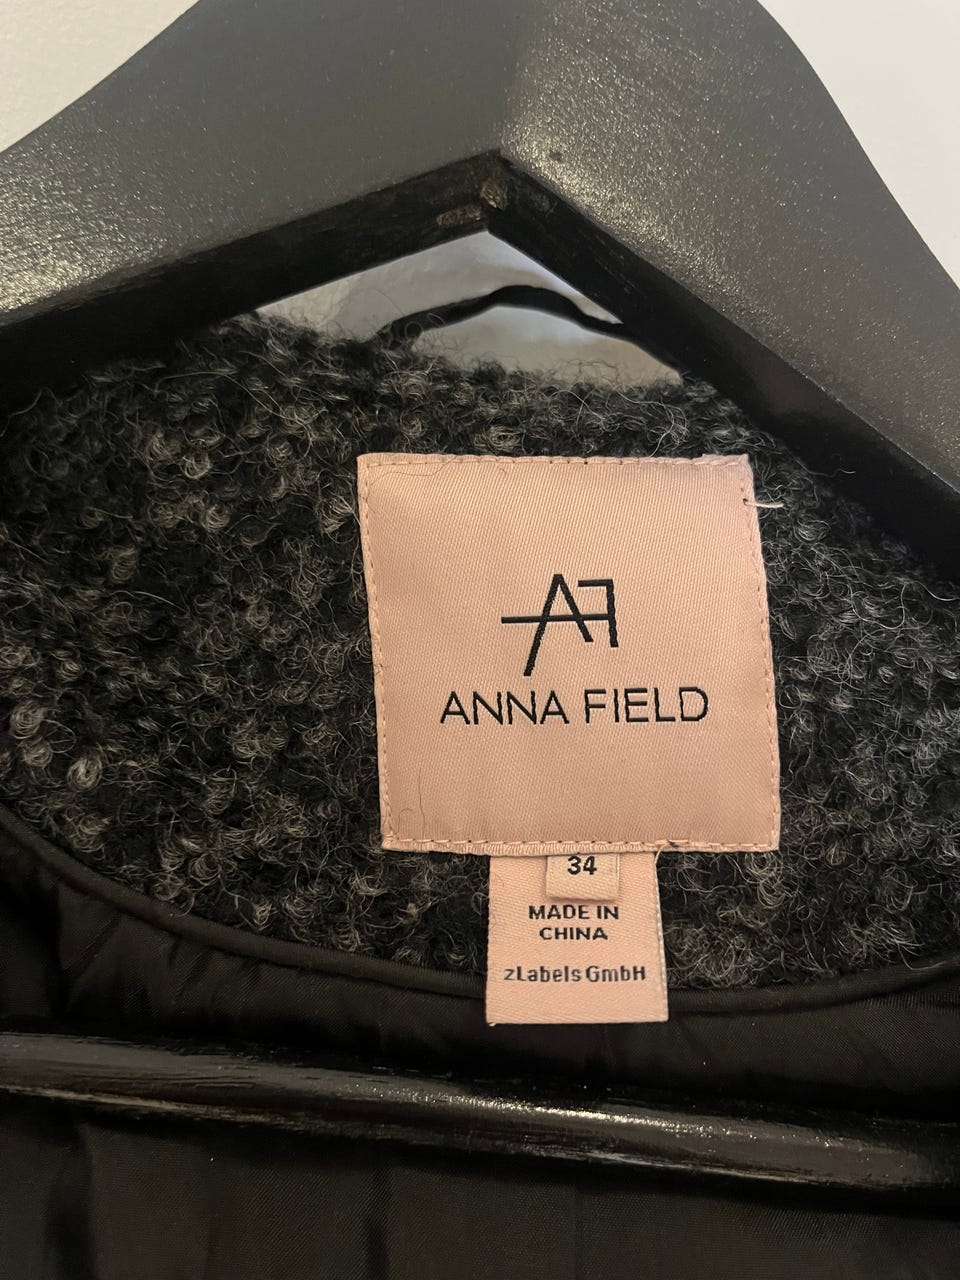 AF
ANNA FIELD
34
MADE IN
CHINA
zLabels GmbH